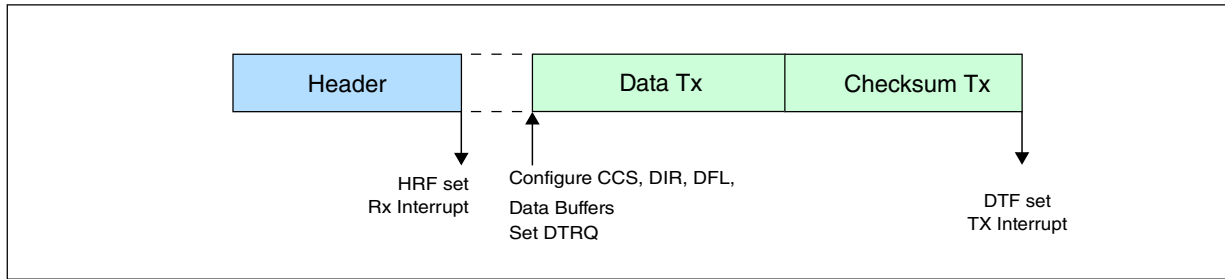 Header
Data Tx
Checksum Tx
HRF set
Rx Interrupt
Configure CCS, DIR, DFL,
Data Buffers
Set DTRQ
DTF set
TX Interrupt